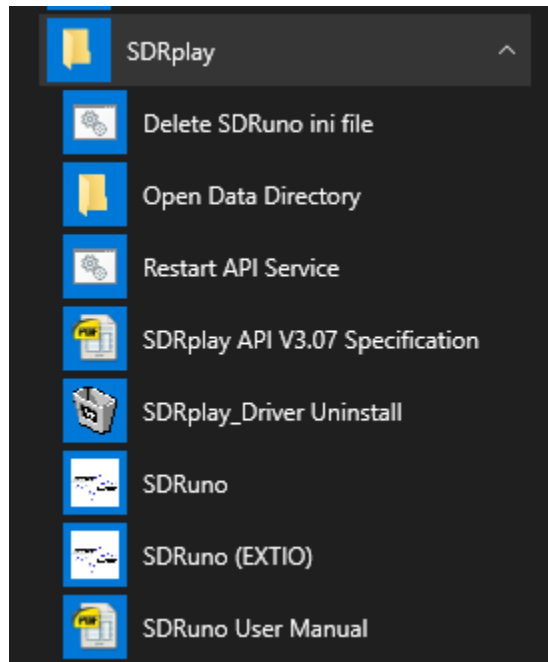 SDRplay
Delete SDRuno ini file
Open Data Directory
Restart API Service
SDRplay API V3.07 Specification
SDRplay_Driver Uninstall
SDRuno
SDRuno (EXTIO)
SDRuno User Manual